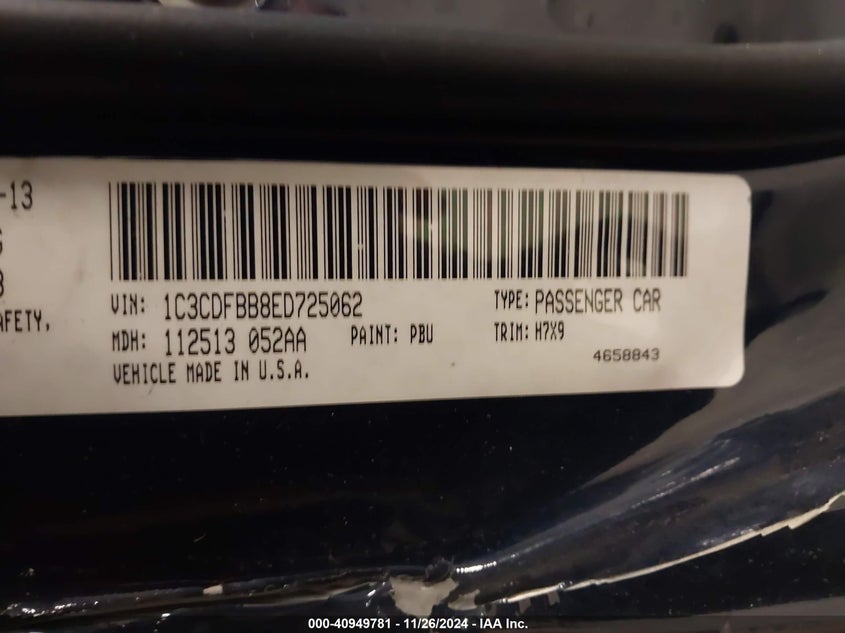 -13
VIN: 1C3CDFBB8ED725062 TYPE: PASSENGER CAR
AFETY,
MDH: 112513 052AA PAINT: PBU TRIM: H7X9
VEHICLE MADE IN U.S.A. 4658843
000-40949781 - 11/26/2024 - IAA Inc.